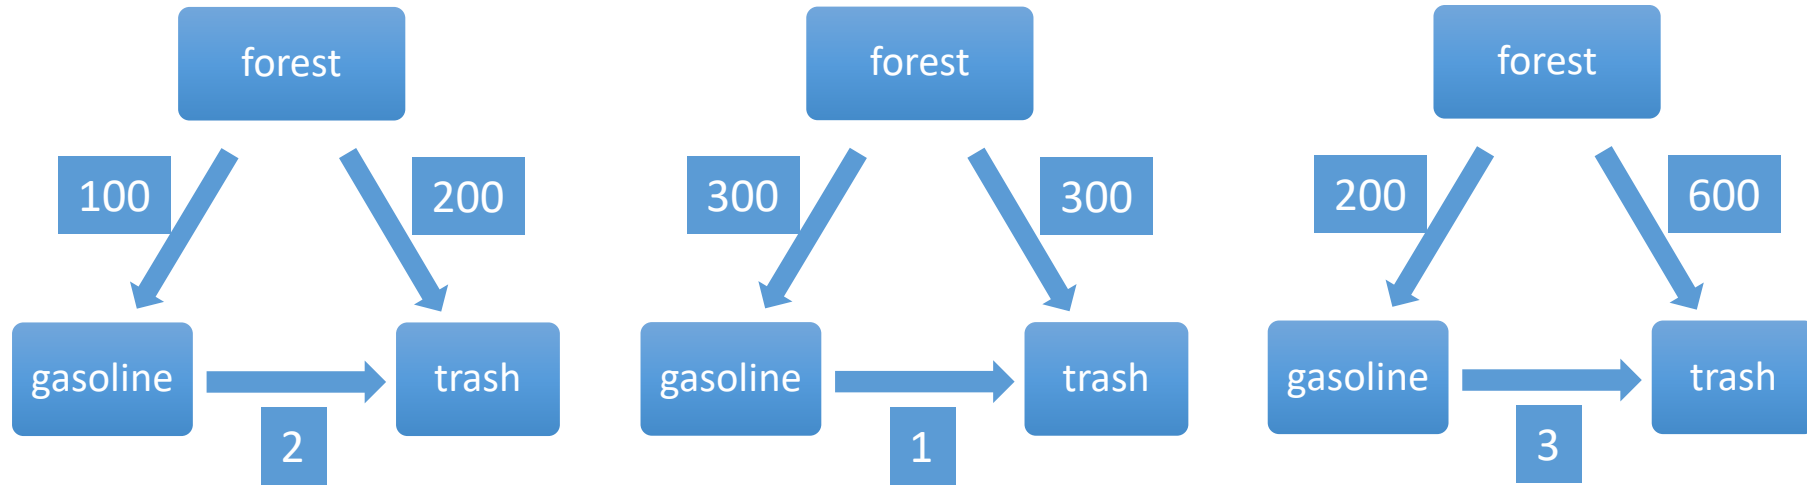 forest
100
200
gasoline
trash
2
forest
300
300
gasoline
trash
1
forest
200
600
gasoline
trash
3